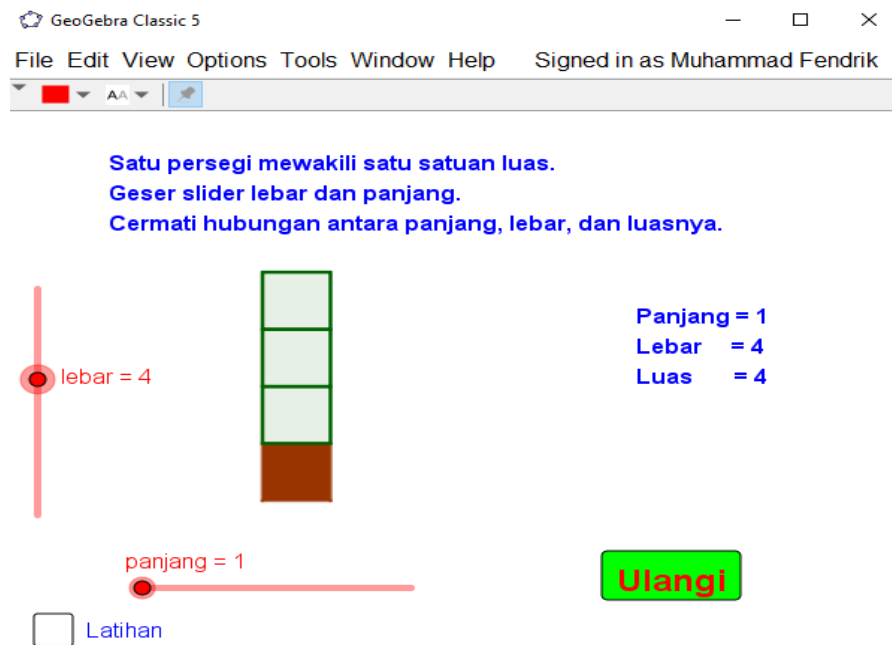 GeoGebra Classic 5
File Edit View Options Tools Window Help Signed in as Muhammad Fendrik
AA
Satu persegi mewakili satu satuan luas.
Geser slider lebar dan panjang.
Cermati hubungan antara panjang, lebar, dan luasnya.
Panjang = 1
Lebar = 4
Luas = 4
lebar = 4
panjang = 1
Ulangi
Latihan